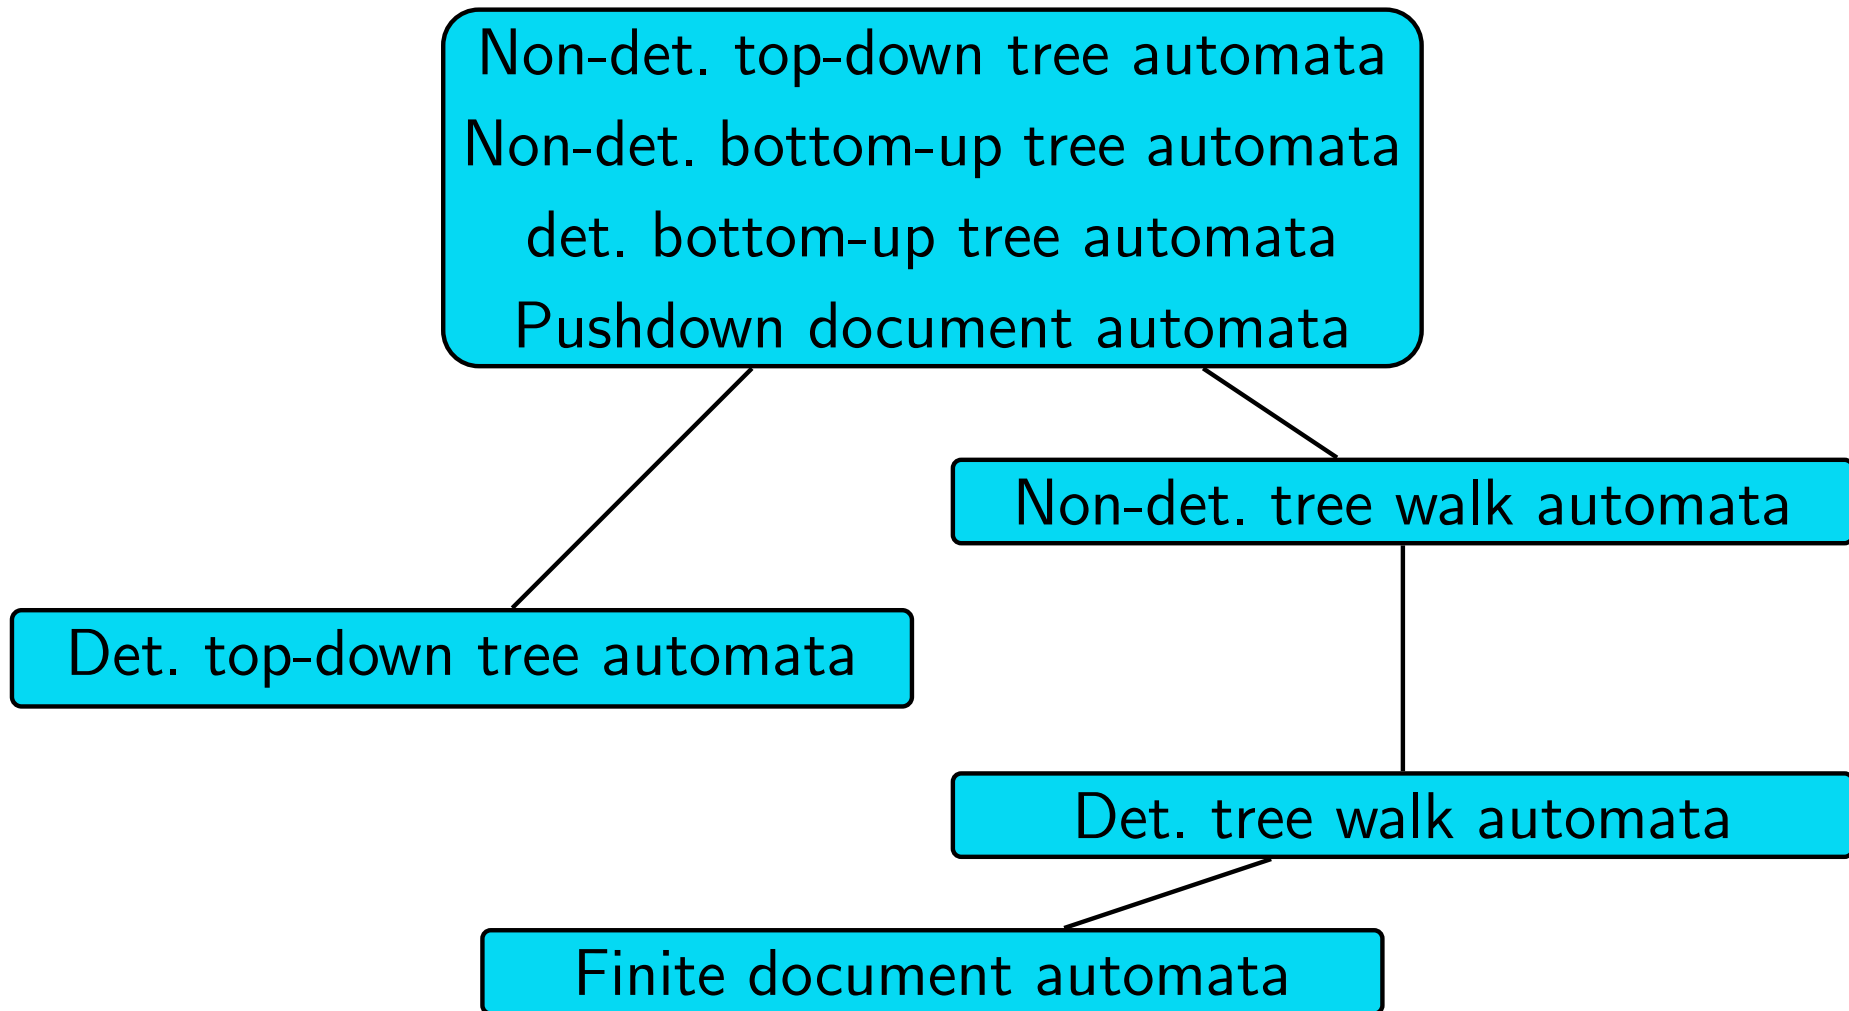 Non-det. top-down tree automata
Non-det. bottom-up tree automata
det. bottom-up tree automata
Pushdown document automata
Non-det. tree walk automata
Det. top-down tree automata
Det. tree walk automata
Finite document automata